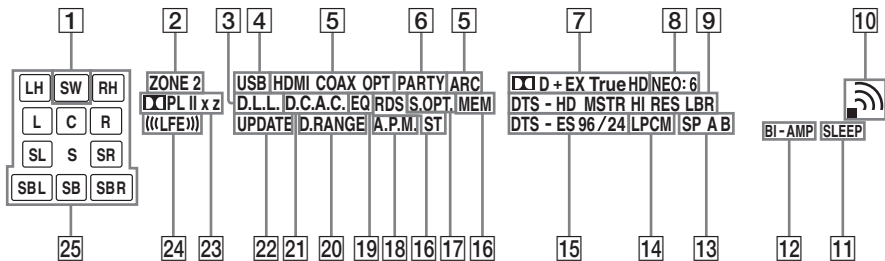 1 2 3 4 5 6 5 7 8 9 10
LH SW RH
L C R
SL S SR
SBL SB SBR
ZONE 2 USB HDMI COAX OPT PARTY ARC
PL II x z D.L.L. D.C.A.C. EQ RDS S.OPT. MEM
(((LFE))) UPDATE D.RANGE A.P.M. ST
D + EX True HD NEO: 6
DTS - HD MSTR HI RES LBR
DTS - ES 96 / 24 LPCM SP A B
BI - AMP SLEEP
25 24 23 22 21 20 19 18 16 17 16 15 14 13 12 11